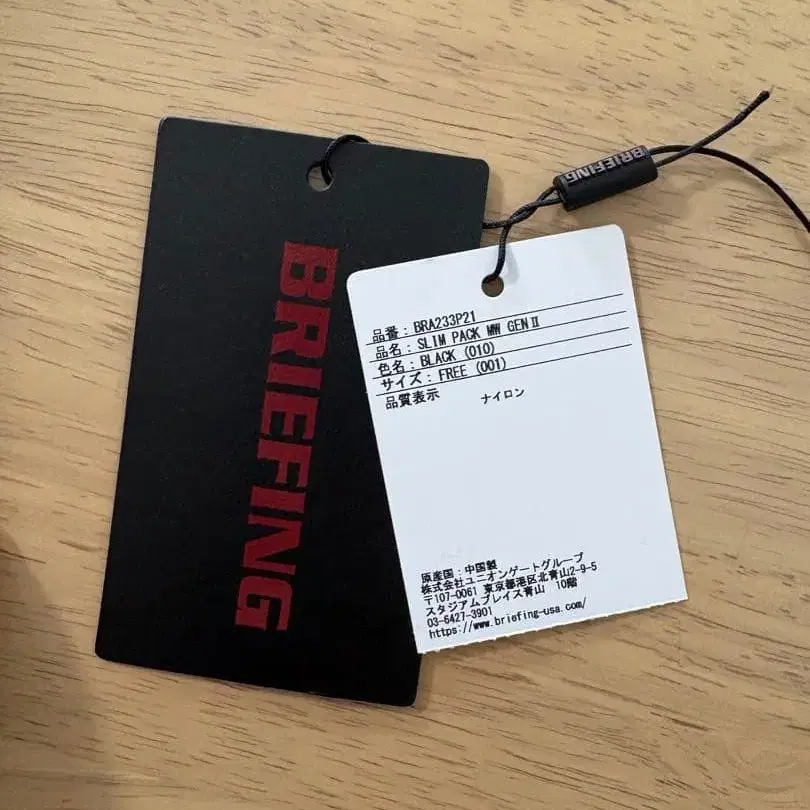 BRIEFING
BRIEFING
品番：BRA233P21
品名：SLIM PACK MW GENⅡ
色名：BLACK (010)
サイズ：FREE (001)
品質表示　ナイロン
原産国：中国製
株式会社ユニオンゲートグループ
〒107-0061 東京都港区北青山2-9-5
スタジアムプレイス青山　10階
03-6427-3901
https://www.briefing-usa.com/